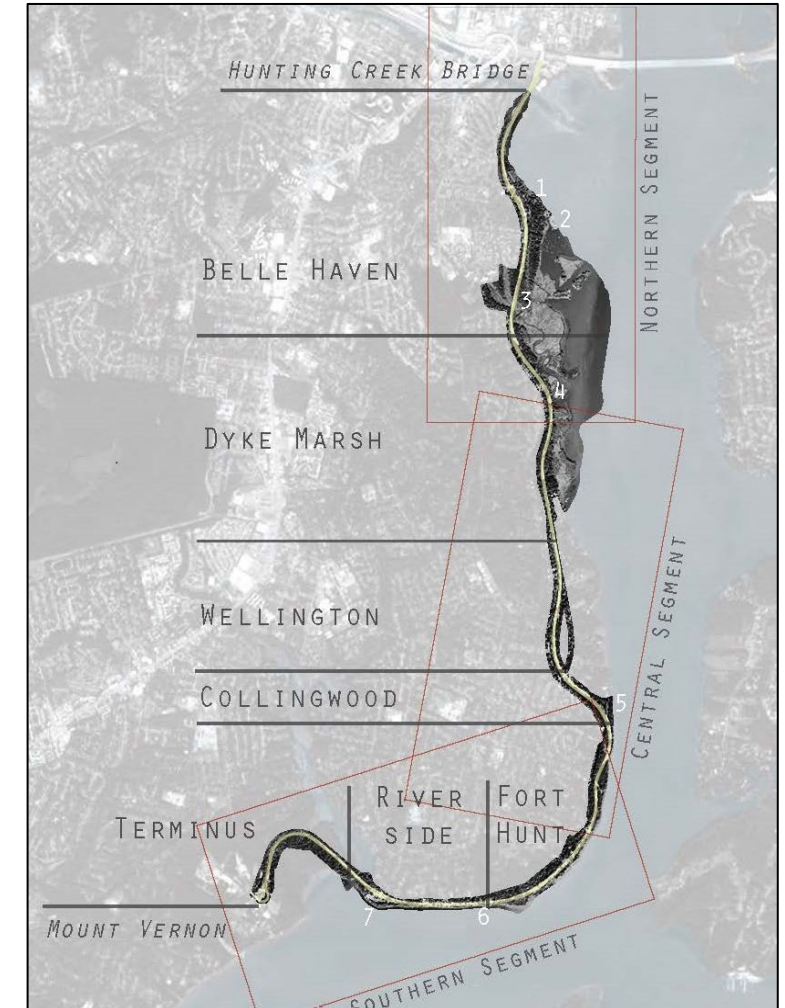 HUNTING CREEK BRIDGE
NORTHERN SEGMENT
1
2
BELLE HAVEN
3
4
DYKE MARSH
CENTRAL SEGMENT
WELLINGTON
COLLINGWOOD
5
TERMINUS
RIVER
SIDE
FORT
HUNT
MOUNT VERNON
7
6
SOUTHERN SEGMENT